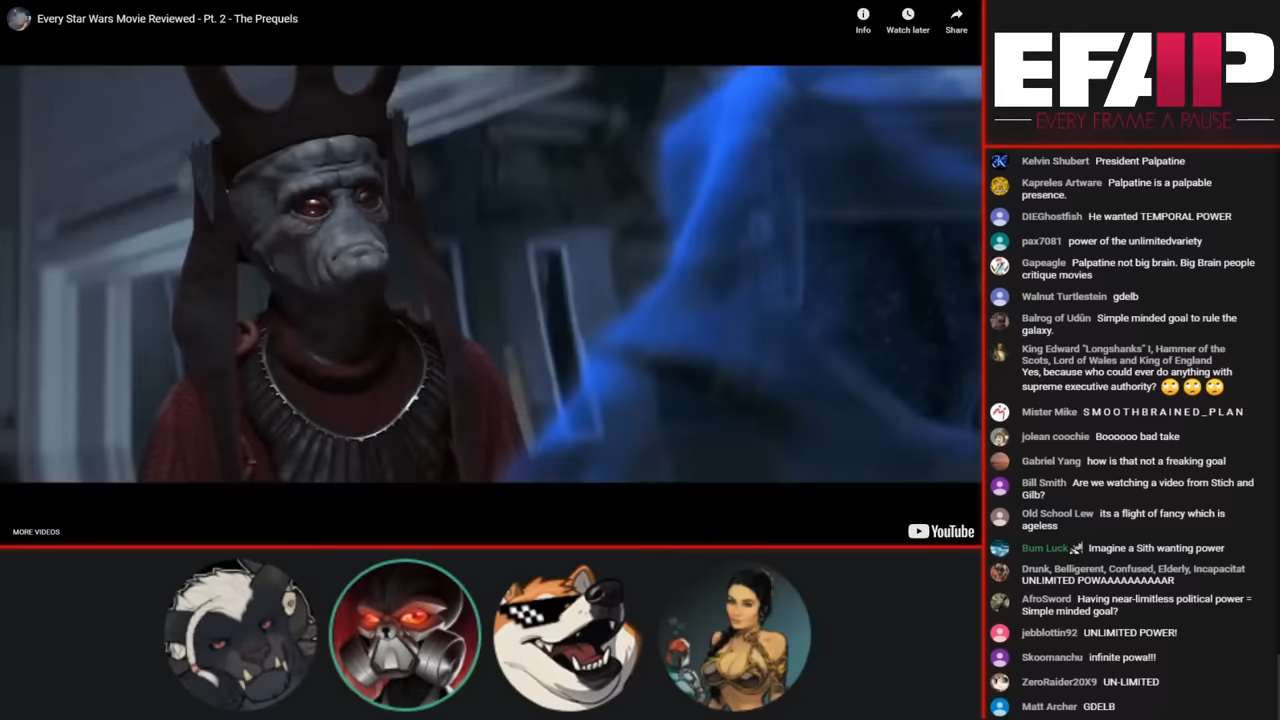 Every Star Wars Movie Reviewed - Pt. 2 - The Prequels
Info
Watch later
Share
MORE VIDEOS
YouTube
EFAP
EVERY FRAME A PAUSE
Kelvin Shubert President Palpatine
Kapreles Artware Palpatine is a palpable
presence.
DIEGhostfish He wanted TEMPORAL POWER
pax7081 power of the unlimitedvariety
Gapeagle Palpatine not big brain. Big Brain people
critique movies
Walnut Turtlestein gdelb
Balrog of Udûn Simple minded goal to rule the
galaxy.
King Edward "Longshanks" I, Hammer of the
Scots, Lord of Wales and King of England
Yes, because who could ever do anything with
supreme executive authority? 🙄 🙄 🙄
Mister Mike S M O O T H B R A I N E D _ P L A N
jolean coochie Boooooo bad take
Gabriel Yang how is that not a freaking goal
Bill Smith Are we watching a video from Stich and
Gilb?
Old School Lew its a flight of fancy which is
ageless
Bum Luck Imagine a Sith wanting power
Drunk, Belligerent, Confused, Elderly, Incapacitat
UNLIMITED POWAAAAAAAAAAR
AfroSword Having near-limitless political power =
Simple minded goal?
jebblottin92 UNLIMITED POWER!
Skoomanchu infinite powa!!!
ZeroRaider20X9 UN-LIMITED
Matt Archer GDELB